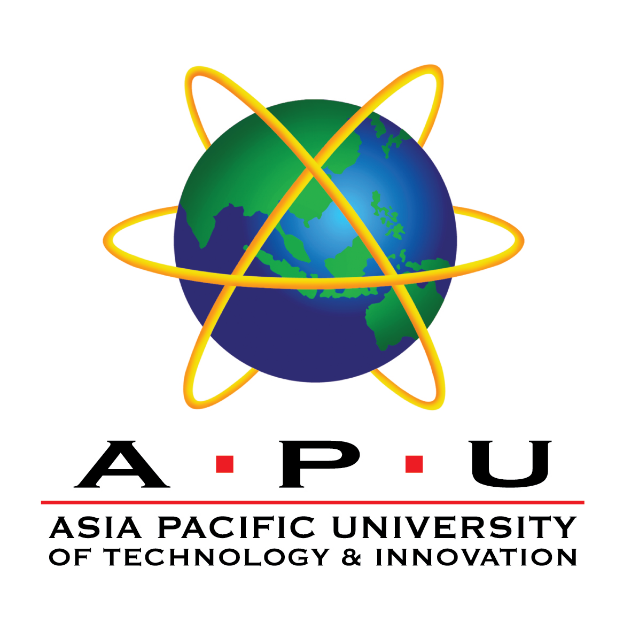 A · P · U
ASIA PACIFIC UNIVERSITY
OF TECHNOLOGY & INNOVATION